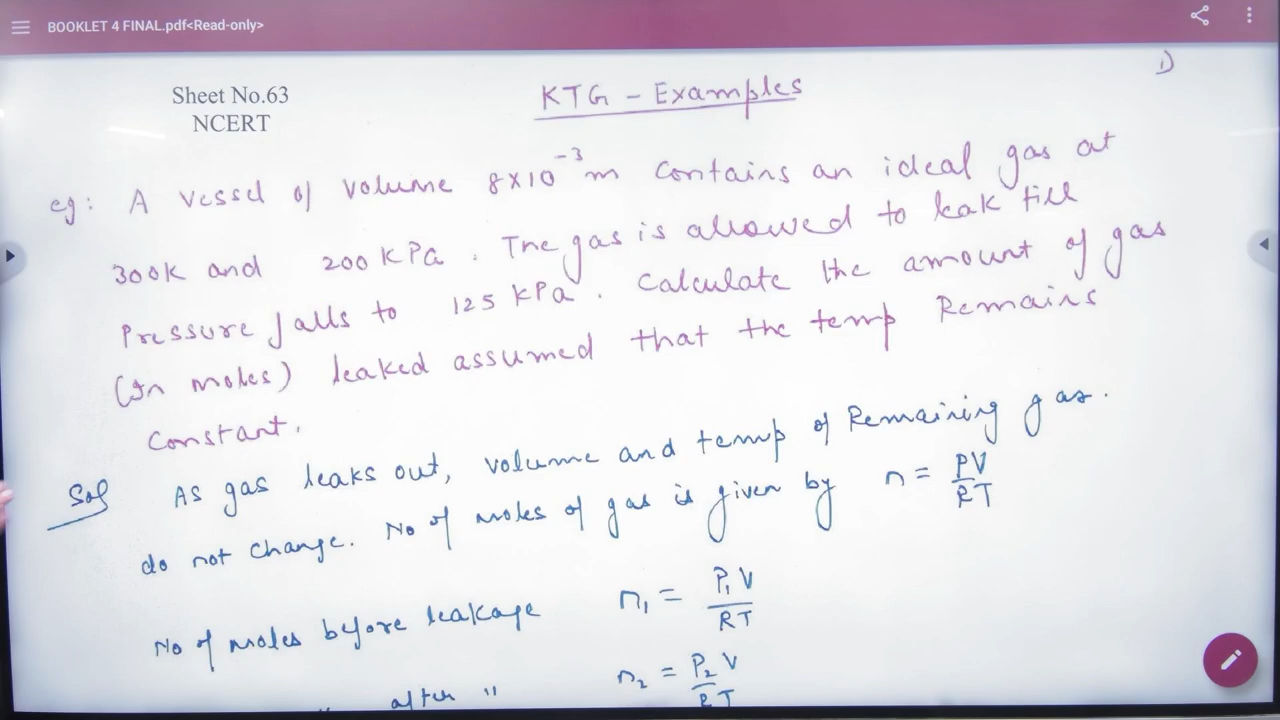 BOOKLET 4 FINAL.pdf<Read-only>
Sheet No.63
NCERT
KTG - Examples
1)
eg: A vessel of volume 8x10⁻³m contains an ideal gas at
300K and 200 KPa. The gas is allowed to leak till
Pressure falls to 125 KPa. Calculate the amount of gas
(In moles) leaked assumed that the temp Remains
Constant.
Sol As gas leaks out, volume and temp of Remaining gas.
do not change. No of moles of gas is given by n = PV/RT
No of moles before leakage n₁ = P₁V/RT
" after " n₂ = P₂V/RT